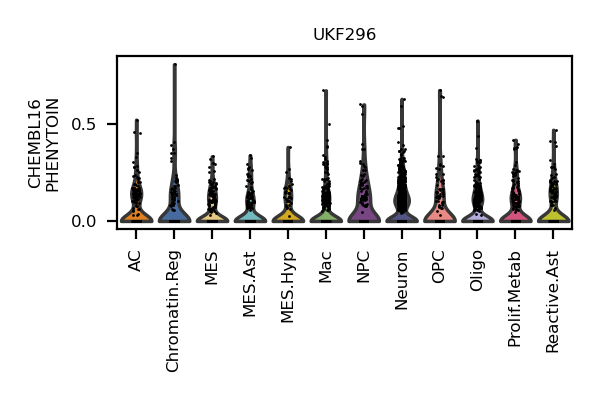 UKF296
CHEMBL16
PHENYTOIN
0.5
0.0
AC
Chromatin.Reg
MES
MES.Ast
MES.Hyp
Mac
NPC
Neuron
OPC
Oligo
Prolif.Metab
Reactive.Ast